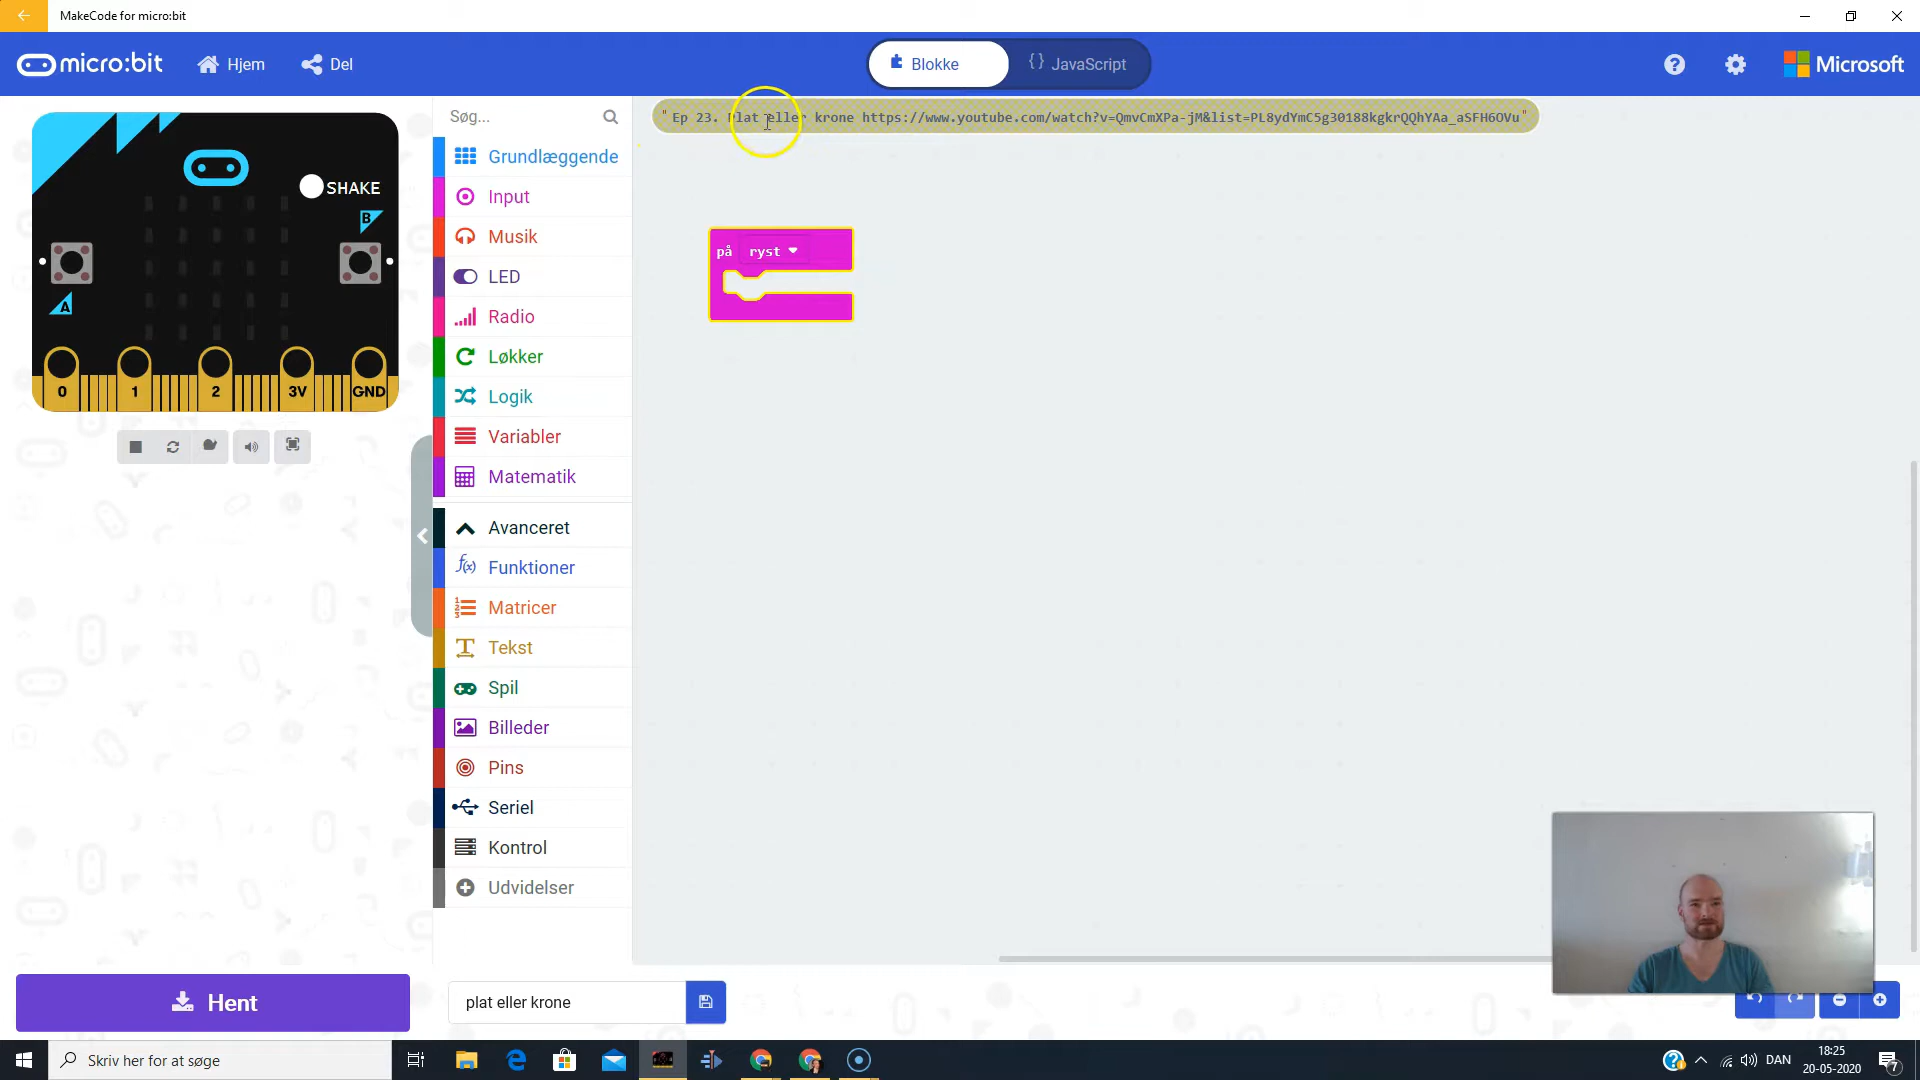 MakeCode for micro:bit
micro:bit
Hjem
Del
Blokke
{} JavaScript
Microsoft
SHAKE
B
A
0
1
2
3V
GND
Søg...
Grundlæggende
Input
Musik
LED
Radio
Løkker
Logik
Variabler
Matematik
Avanceret
Funktioner
Matricer
Tekst
Spil
Billeder
Pins
Seriel
Kontrol
Udvidelser
" Ep 23. Plat eller krone https://www.youtube.com/watch?v=QmvCmXPa-jM&list=PL8ydYmC5g30188kgkrQQhYAa_aSFH6OVu"
på ryst
Hent
plat eller krone
Skriv her for at søge
DAN
18:25
20-05-2020
7